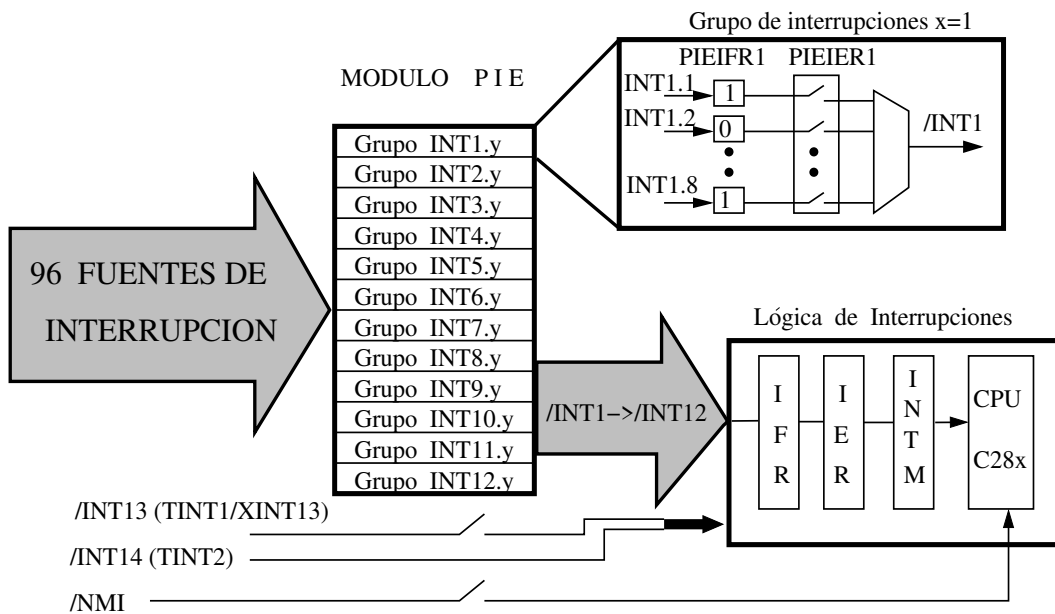 Grupo de interrupciones x=1
PIEIFR1 PIEIER1
INT1.1
1
INT1.2
0
/INT1
INT1.8
1
MODULO P I E
Grupo INT1.y
Grupo INT2.y
Grupo INT3.y
Grupo INT4.y
Grupo INT5.y
Grupo INT6.y
Grupo INT7.y
Grupo INT8.y
Grupo INT9.y
Grupo INT10.y
Grupo INT11.y
Grupo INT12.y
96 FUENTES DE
INTERRUPCION
/INT1->/INT12
Lógica de Interrupciones
I F R
I E R
I N T M
CPU
C28x
/INT13 (TINT1/XINT13)
/INT14 (TINT2)
/NMI